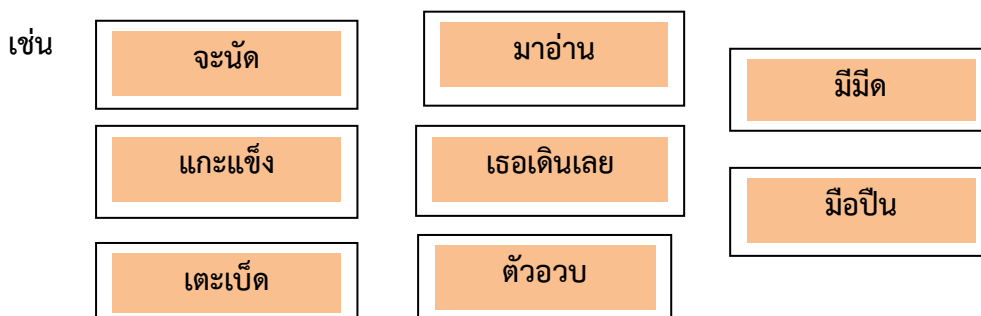 เช่น
จะนัด
มาอ่าน
มีมีด
แกะแข็ง
เธอเดินเลย
มือปืน
เตะเบ็ด
ตัวอวบ